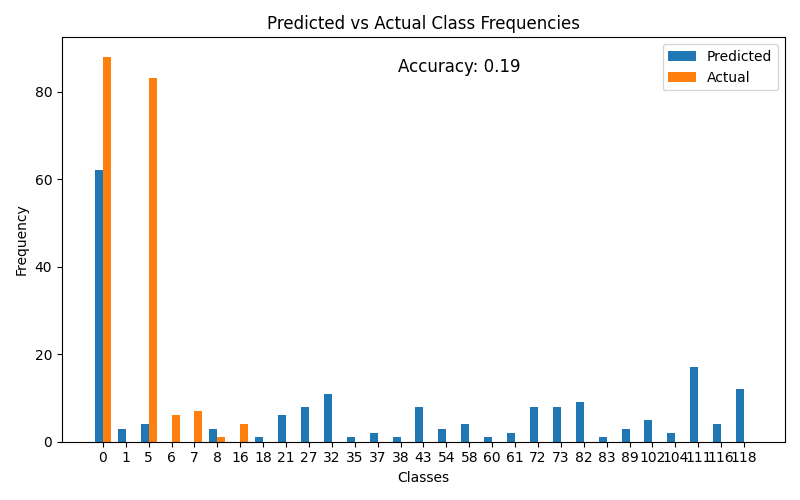 Predicted vs Actual Class Frequencies
Accuracy: 0.19
Predicted
Actual
80
60
40
20
0
Frequency
0 1 5 6 7 8 16 18 21 27 32 35 37 38 43 54 58 60 61 72 73 82 83 89 102 104 111 116 118
Classes